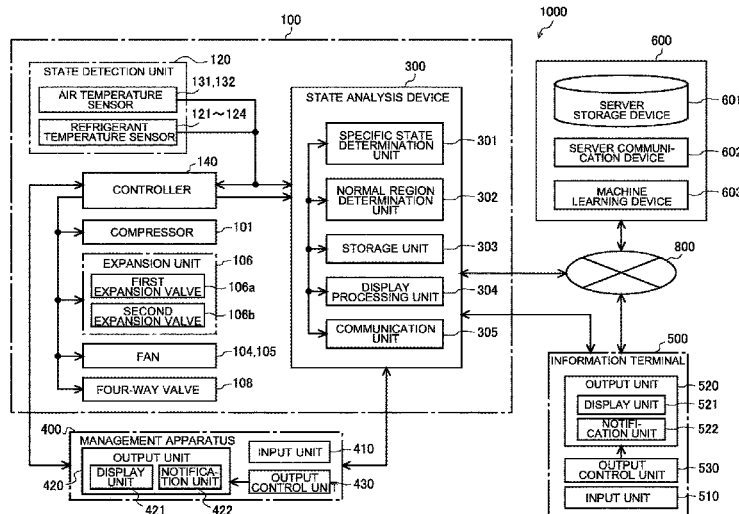 100
1000
120
STATE DETECTION UNIT
131,132
AIR TEMPERATURE
SENSOR
121~124
REFRIGERANT
TEMPERATURE SENSOR
140
CONTROLLER
COMPRESSOR
101
EXPANSION UNIT
106
FIRST
EXPANSION VALVE
106a
SECOND
EXPANSION VALVE
106b
FAN
104,105
FOUR-WAY VALVE
108
300
STATE ANALYSIS DEVICE
SPECIFIC STATE
DETERMINATION
UNIT
301
NORMAL REGION
DETERMINATION
UNIT
302
STORAGE UNIT
303
DISPLAY
PROCESSING UNIT
304
COMMUNICATION
UNIT
305
600
SERVER
STORAGE DEVICE
601
SERVER COMMUNI-
CATION DEVICE
602
MACHINE
LEARNING DEVICE
603
800
500
INFORMATION TERMINAL
OUTPUT UNIT
520
DISPLAY UNIT
521
NOTIFI-
CATION UNIT
522
OUTPUT
CONTROL UNIT
530
INPUT UNIT
510
400
MANAGEMENT APPARATUS
OUTPUT UNIT
420
DISPLAY
UNIT
421
NOTIFICA-
TION UNIT
422
INPUT UNIT
410
OUTPUT
CONTROL UNIT
430